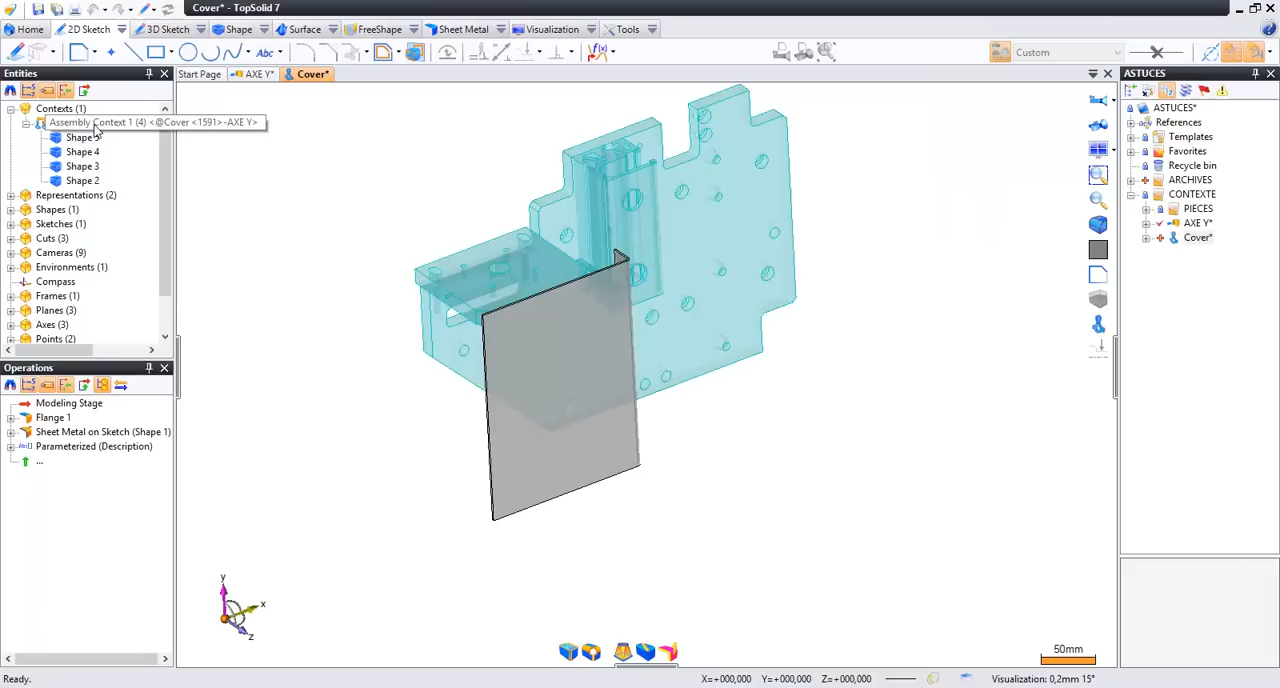 Cover* - TopSolid 7
Home 2D Sketch 3D Sketch Shape Surface FreeShape Sheet Metal Visualization Tools
Abc Custom
Entities Start Page AXE Y* Cover* ASTUCES
Contexts (1)
Assembly Context 1 (4) <@Cover <1591>-AXE Y>
Shape
Shape 4
Shape 3
Shape 2
Representations (2)
Shapes (1)
Sketches (1)
Cuts (3)
Cameras (9)
Environments (1)
Compass
Frames (1)
Planes (3)
Axes (3)
Points (2)
ASTUCES*
References
Templates
Favorites
Recycle bin
ARCHIVES
CONTEXTE
PIECES
AXE Y*
Cover*
Operations
Modeling Stage
Flange 1
Sheet Metal on Sketch (Shape 1)
Parameterized (Description)
...
y
x
z
50mm
Ready. X=+000,000 Y=+000,000 Z=+000,000 Visualization: 0,2mm 15°